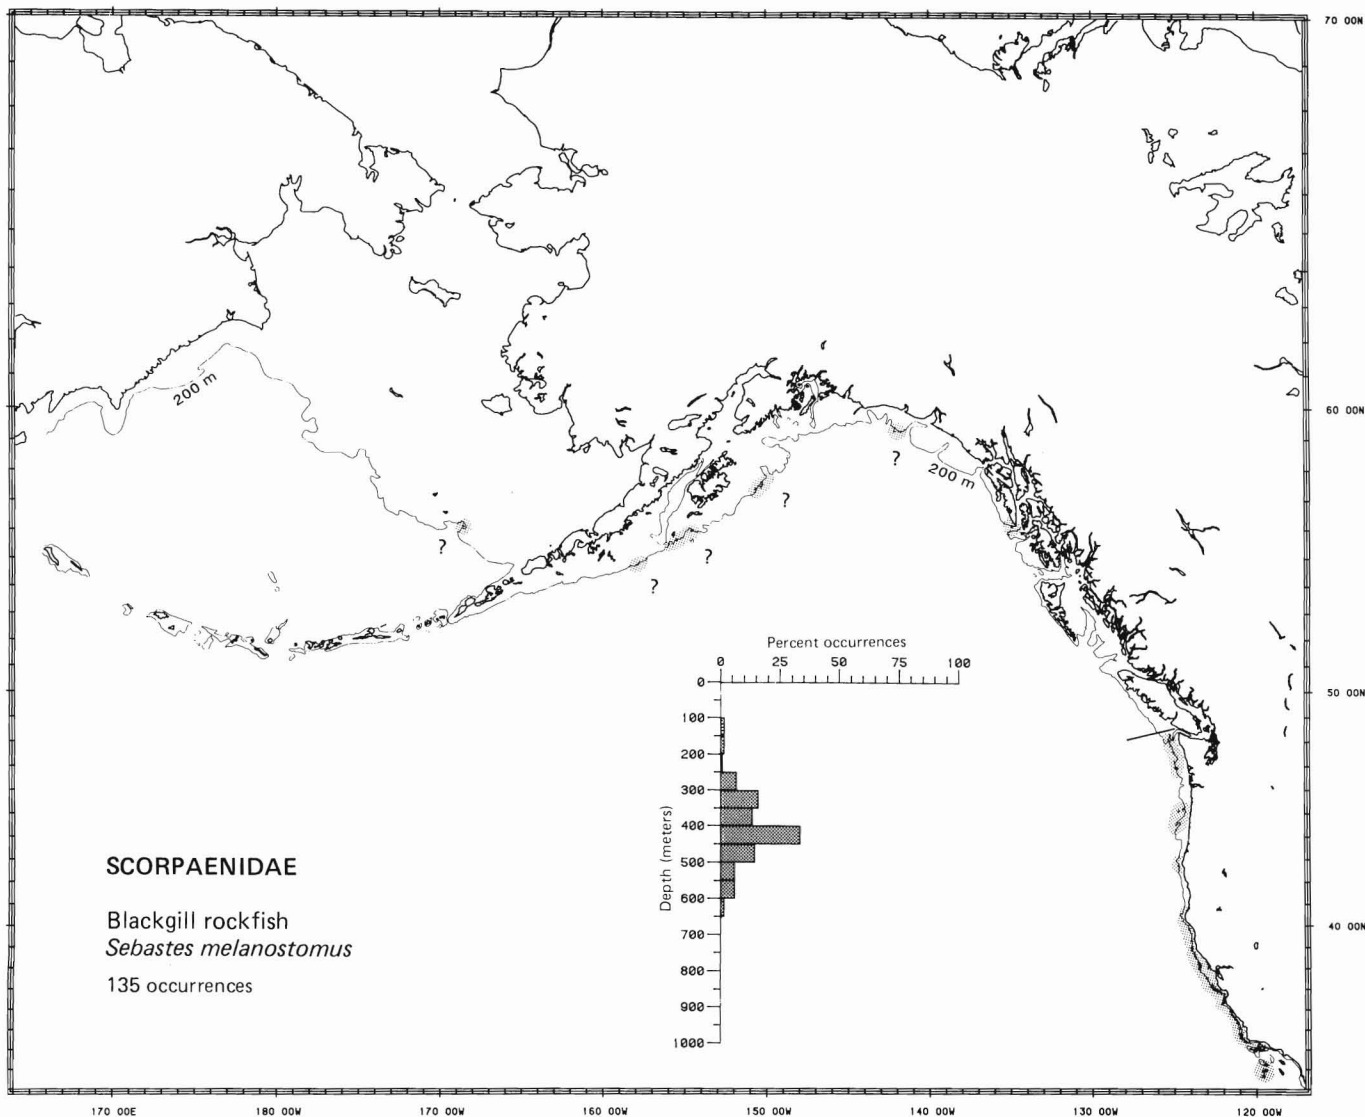 70 00N
200 m
60 00N
?
200 m
?
?
?
?
Percent occurrences
0 25 50 75 100
50 00N
Depth (meters)
0
100
200
300
400
500
600
700
800
900
1000
SCORPAENIDAE
Blackgill rockfish
Sebastes melanostomus
135 occurrences
40 00N
170 00E 180 00W 170 00W 160 00W 150 00W 140 00W 130 00W 120 00W